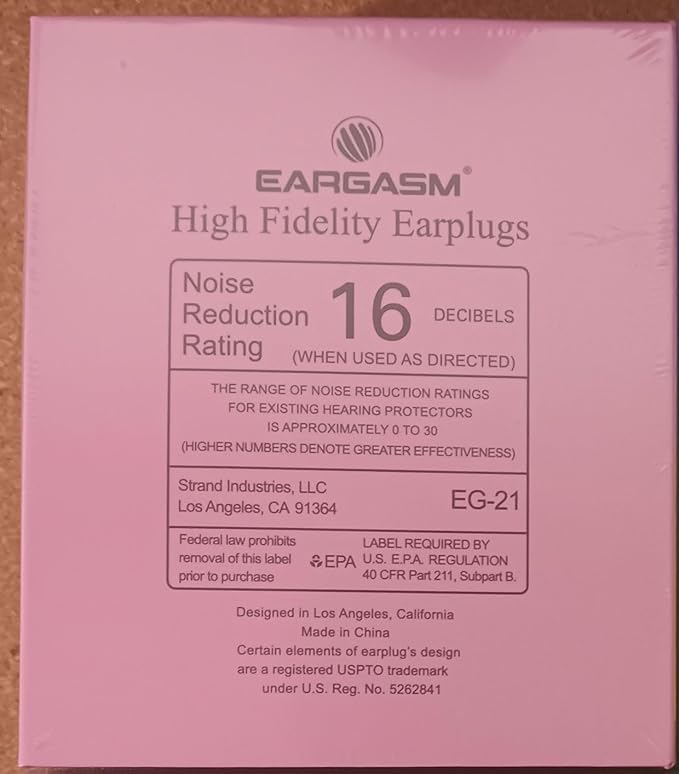 EARGASM®
High Fidelity Earplugs
Noise
Reduction
Rating
16 DECIBELS
(WHEN USED AS DIRECTED)
THE RANGE OF NOISE REDUCTION RATINGS
FOR EXISTING HEARING PROTECTORS
IS APPROXIMATELY 0 TO 30
(HIGHER NUMBERS DENOTE GREATER EFFECTIVENESS)
Strand Industries, LLC
Los Angeles, CA 91364
EG-21
Federal law prohibits
removal of this label
prior to purchase
EPA
LABEL REQUIRED BY
U.S. E.P.A. REGULATION
40 CFR Part 211, Subpart B.
Designed in Los Angeles, California
Made in China
Certain elements of earplug's design
are a registered USPTO trademark
under U.S. Reg. No. 5262841